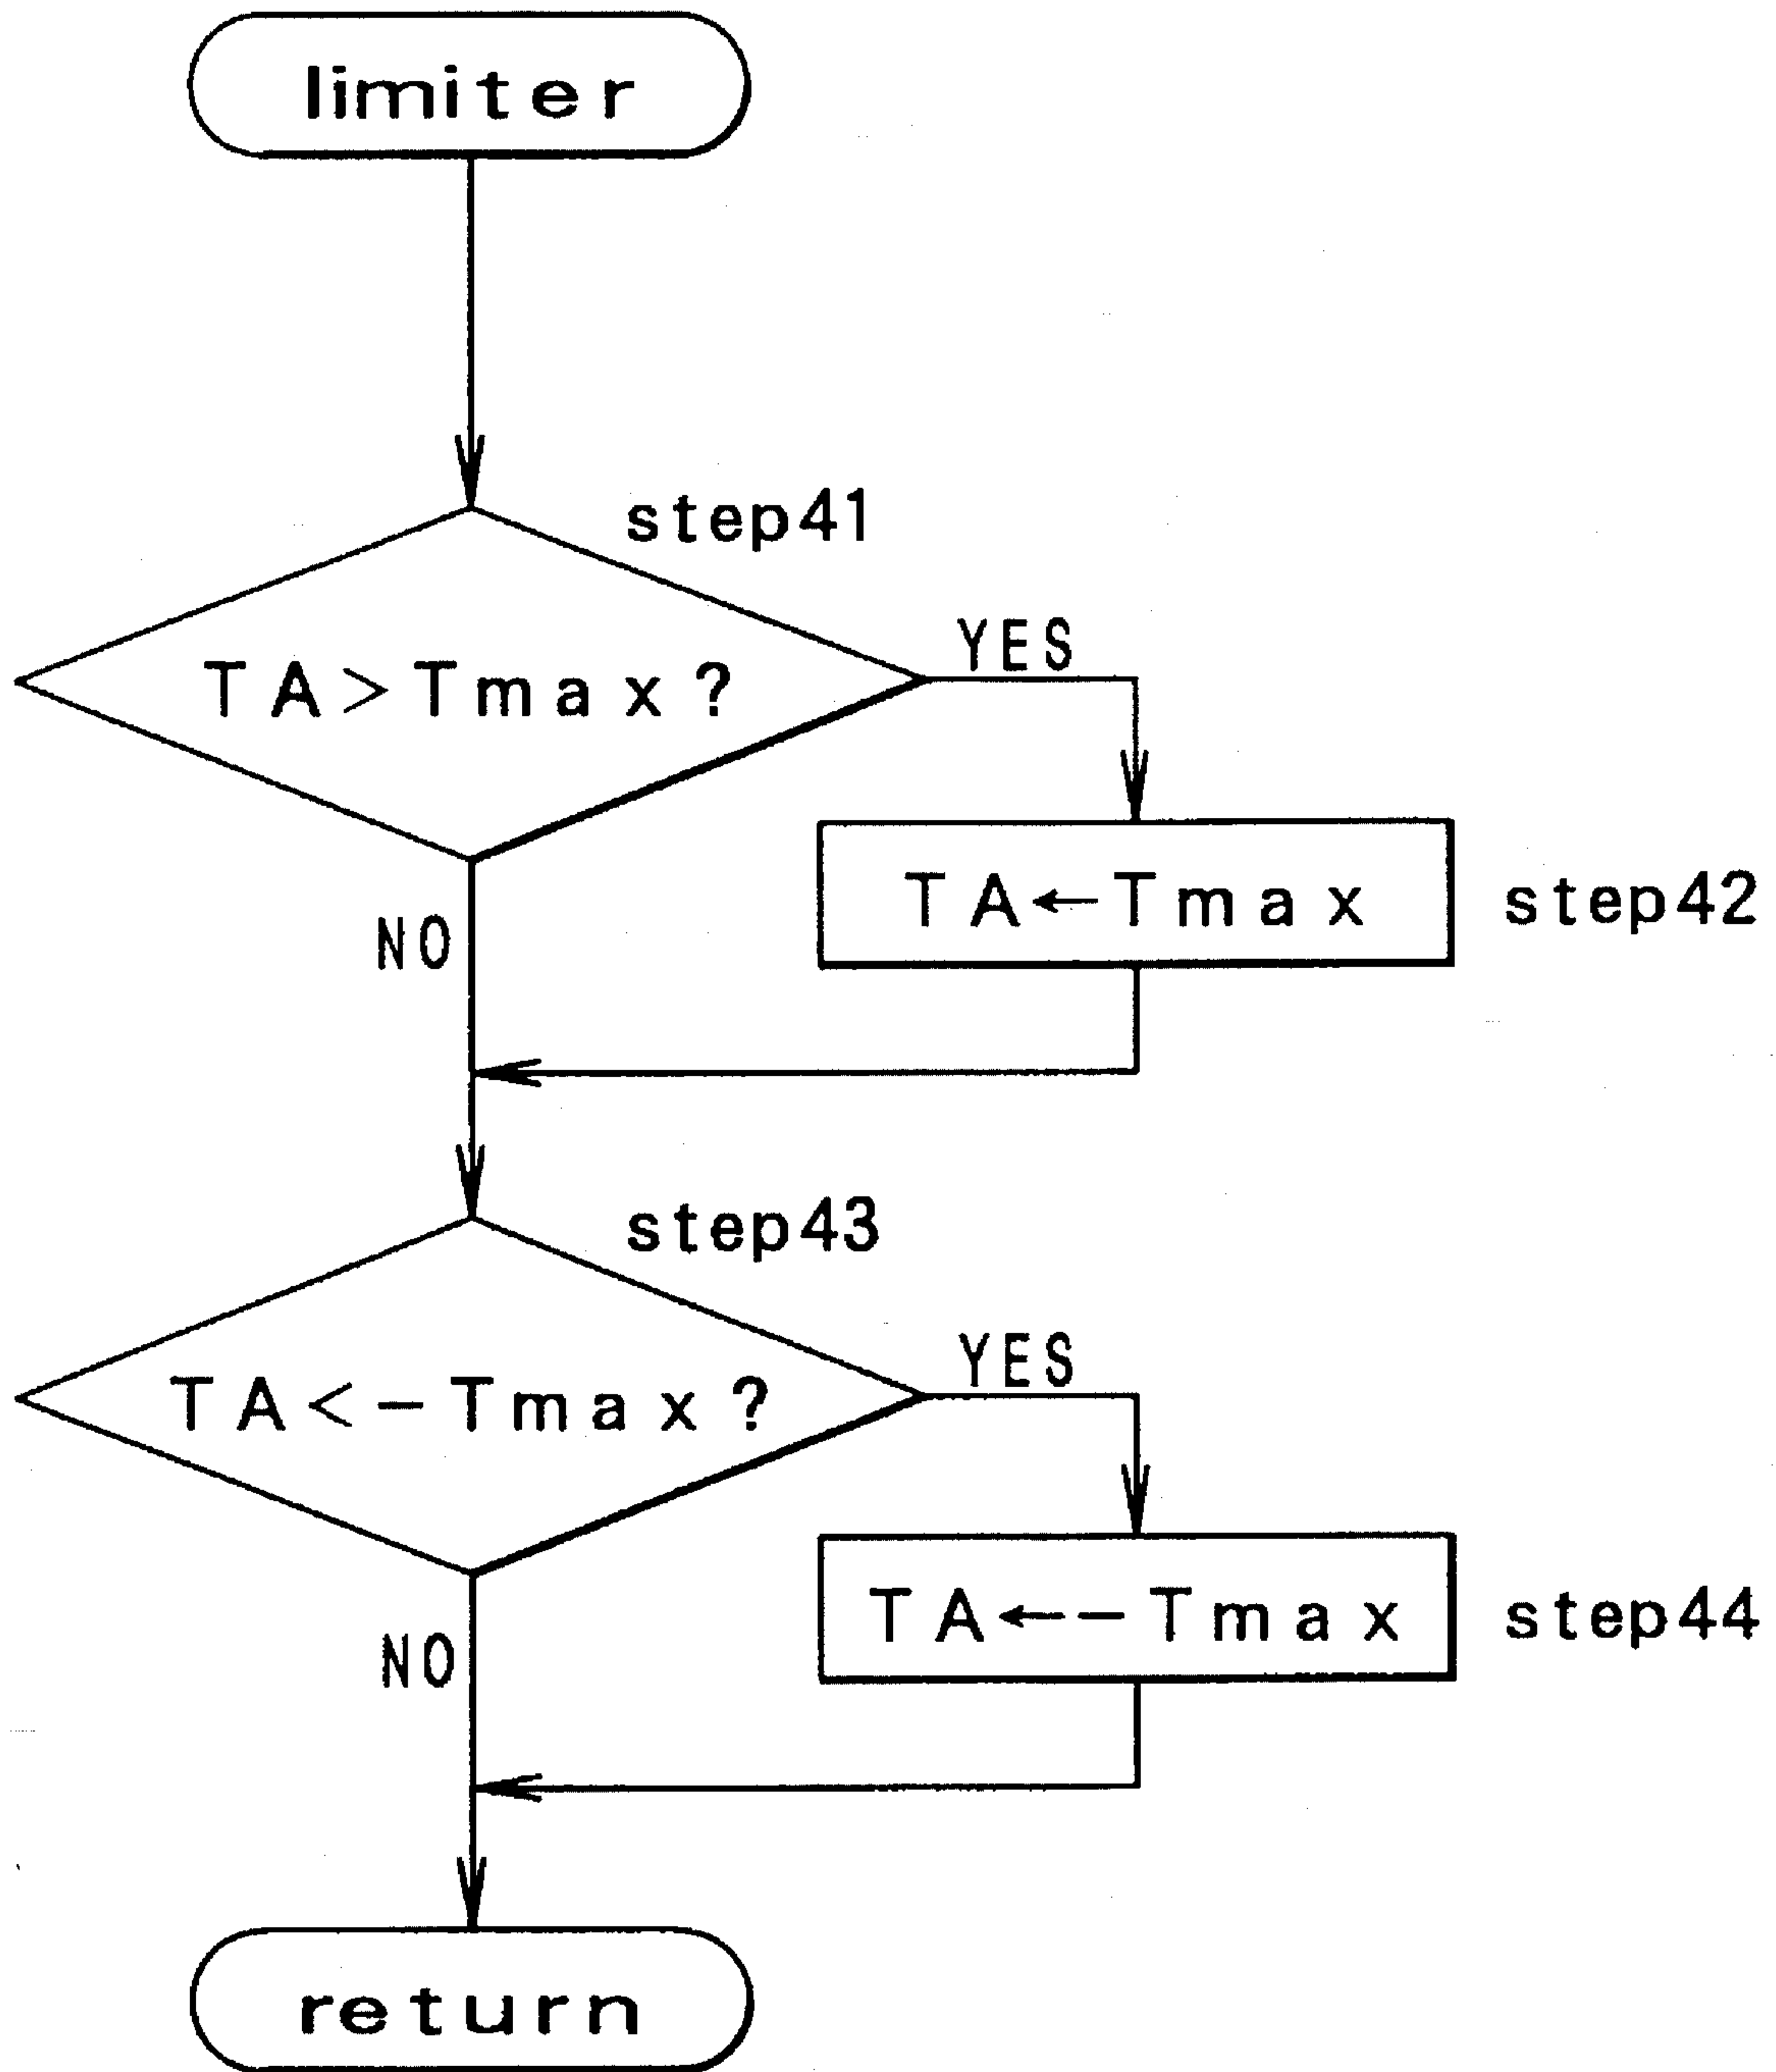 limiter
step41
TA>Tmax?
YES
TA←Tmax
step42
NO
step43
TA<-Tmax?
YES
TA←-Tmax
step44
NO
return